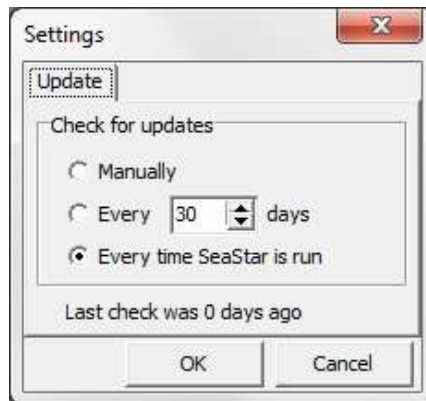 Settings
Update
Check for updates
Manually
Every 30 days
Every time SeaStar is run
Last check was 0 days ago
OK Cancel